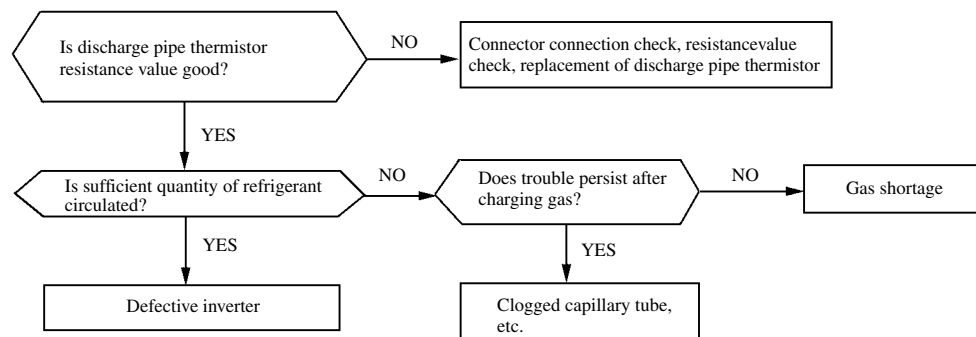 Is discharge pipe thermistor
resistance value good?
NO
Connector connection check, resistancevalue
check, replacement of discharge pipe thermistor
YES
Is sufficient quantity of refrigerant
circulated?
NO
Does trouble persist after
charging gas?
NO
Gas shortage
YES
YES
Defective inverter
Clogged capillary tube,
etc.